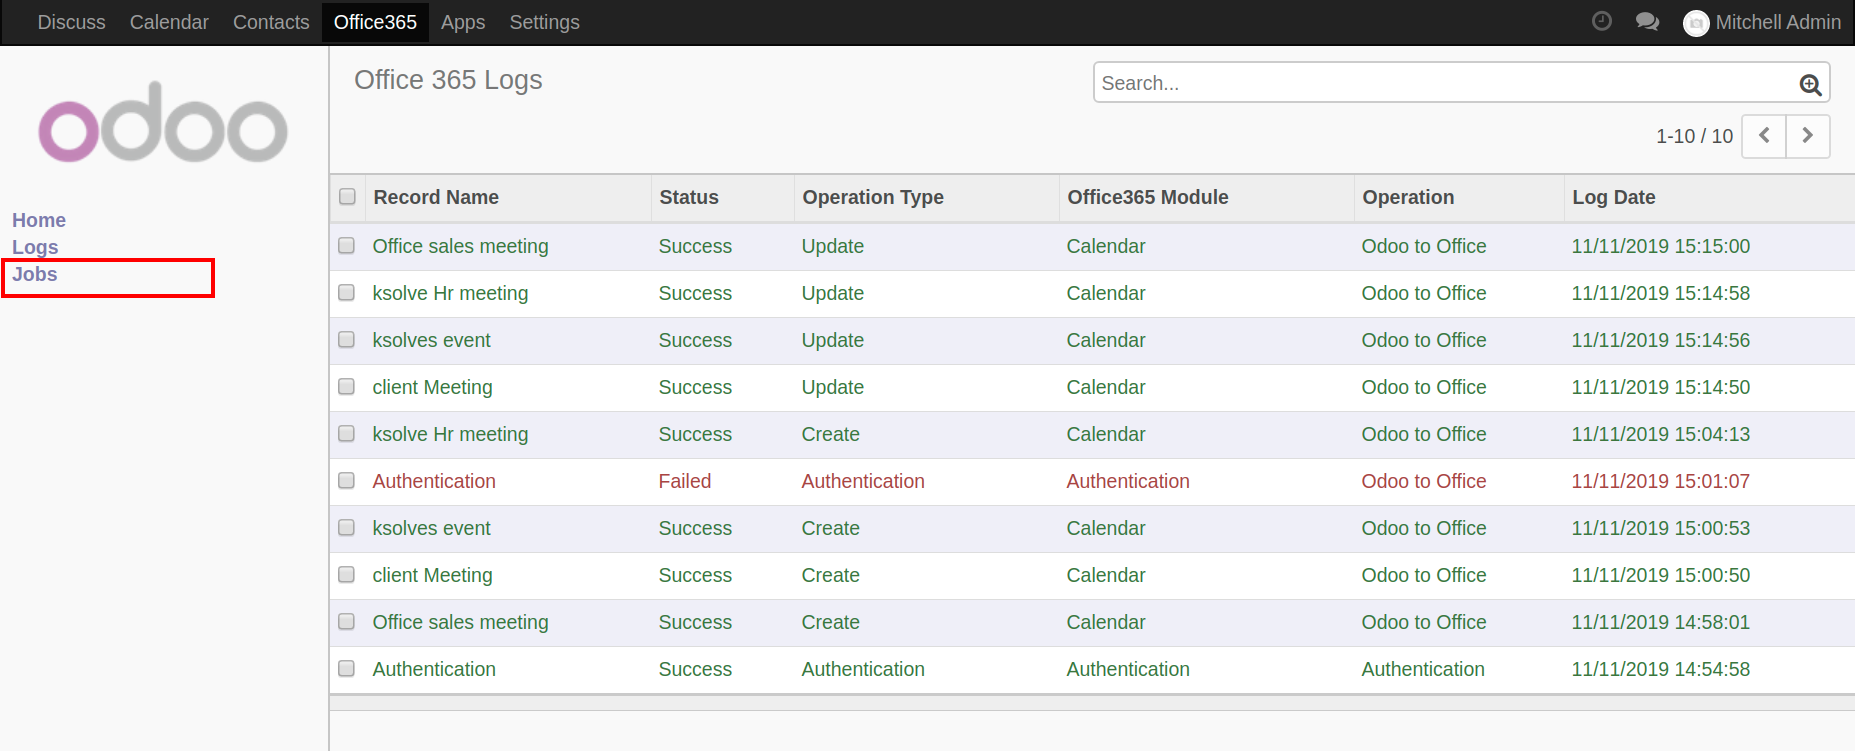 Discuss Calendar Contacts Office365 Apps Settings Mitchell Admin
odoo
Home
Logs
Jobs
Office 365 Logs
Search...
1-10 / 10
Record Name Status Operation Type Office365 Module Operation Log Date
Office sales meeting Success Update Calendar Odoo to Office 11/11/2019 15:15:00
ksolve Hr meeting Success Update Calendar Odoo to Office 11/11/2019 15:14:58
ksolves event Success Update Calendar Odoo to Office 11/11/2019 15:14:56
client Meeting Success Update Calendar Odoo to Office 11/11/2019 15:14:50
ksolve Hr meeting Success Create Calendar Odoo to Office 11/11/2019 15:04:13
Authentication Failed Authentication Authentication Odoo to Office 11/11/2019 15:01:07
ksolves event Success Create Calendar Odoo to Office 11/11/2019 15:00:53
client Meeting Success Create Calendar Odoo to Office 11/11/2019 15:00:50
Office sales meeting Success Create Calendar Odoo to Office 11/11/2019 14:58:01
Authentication Success Authentication Authentication Authentication 11/11/2019 14:54:58